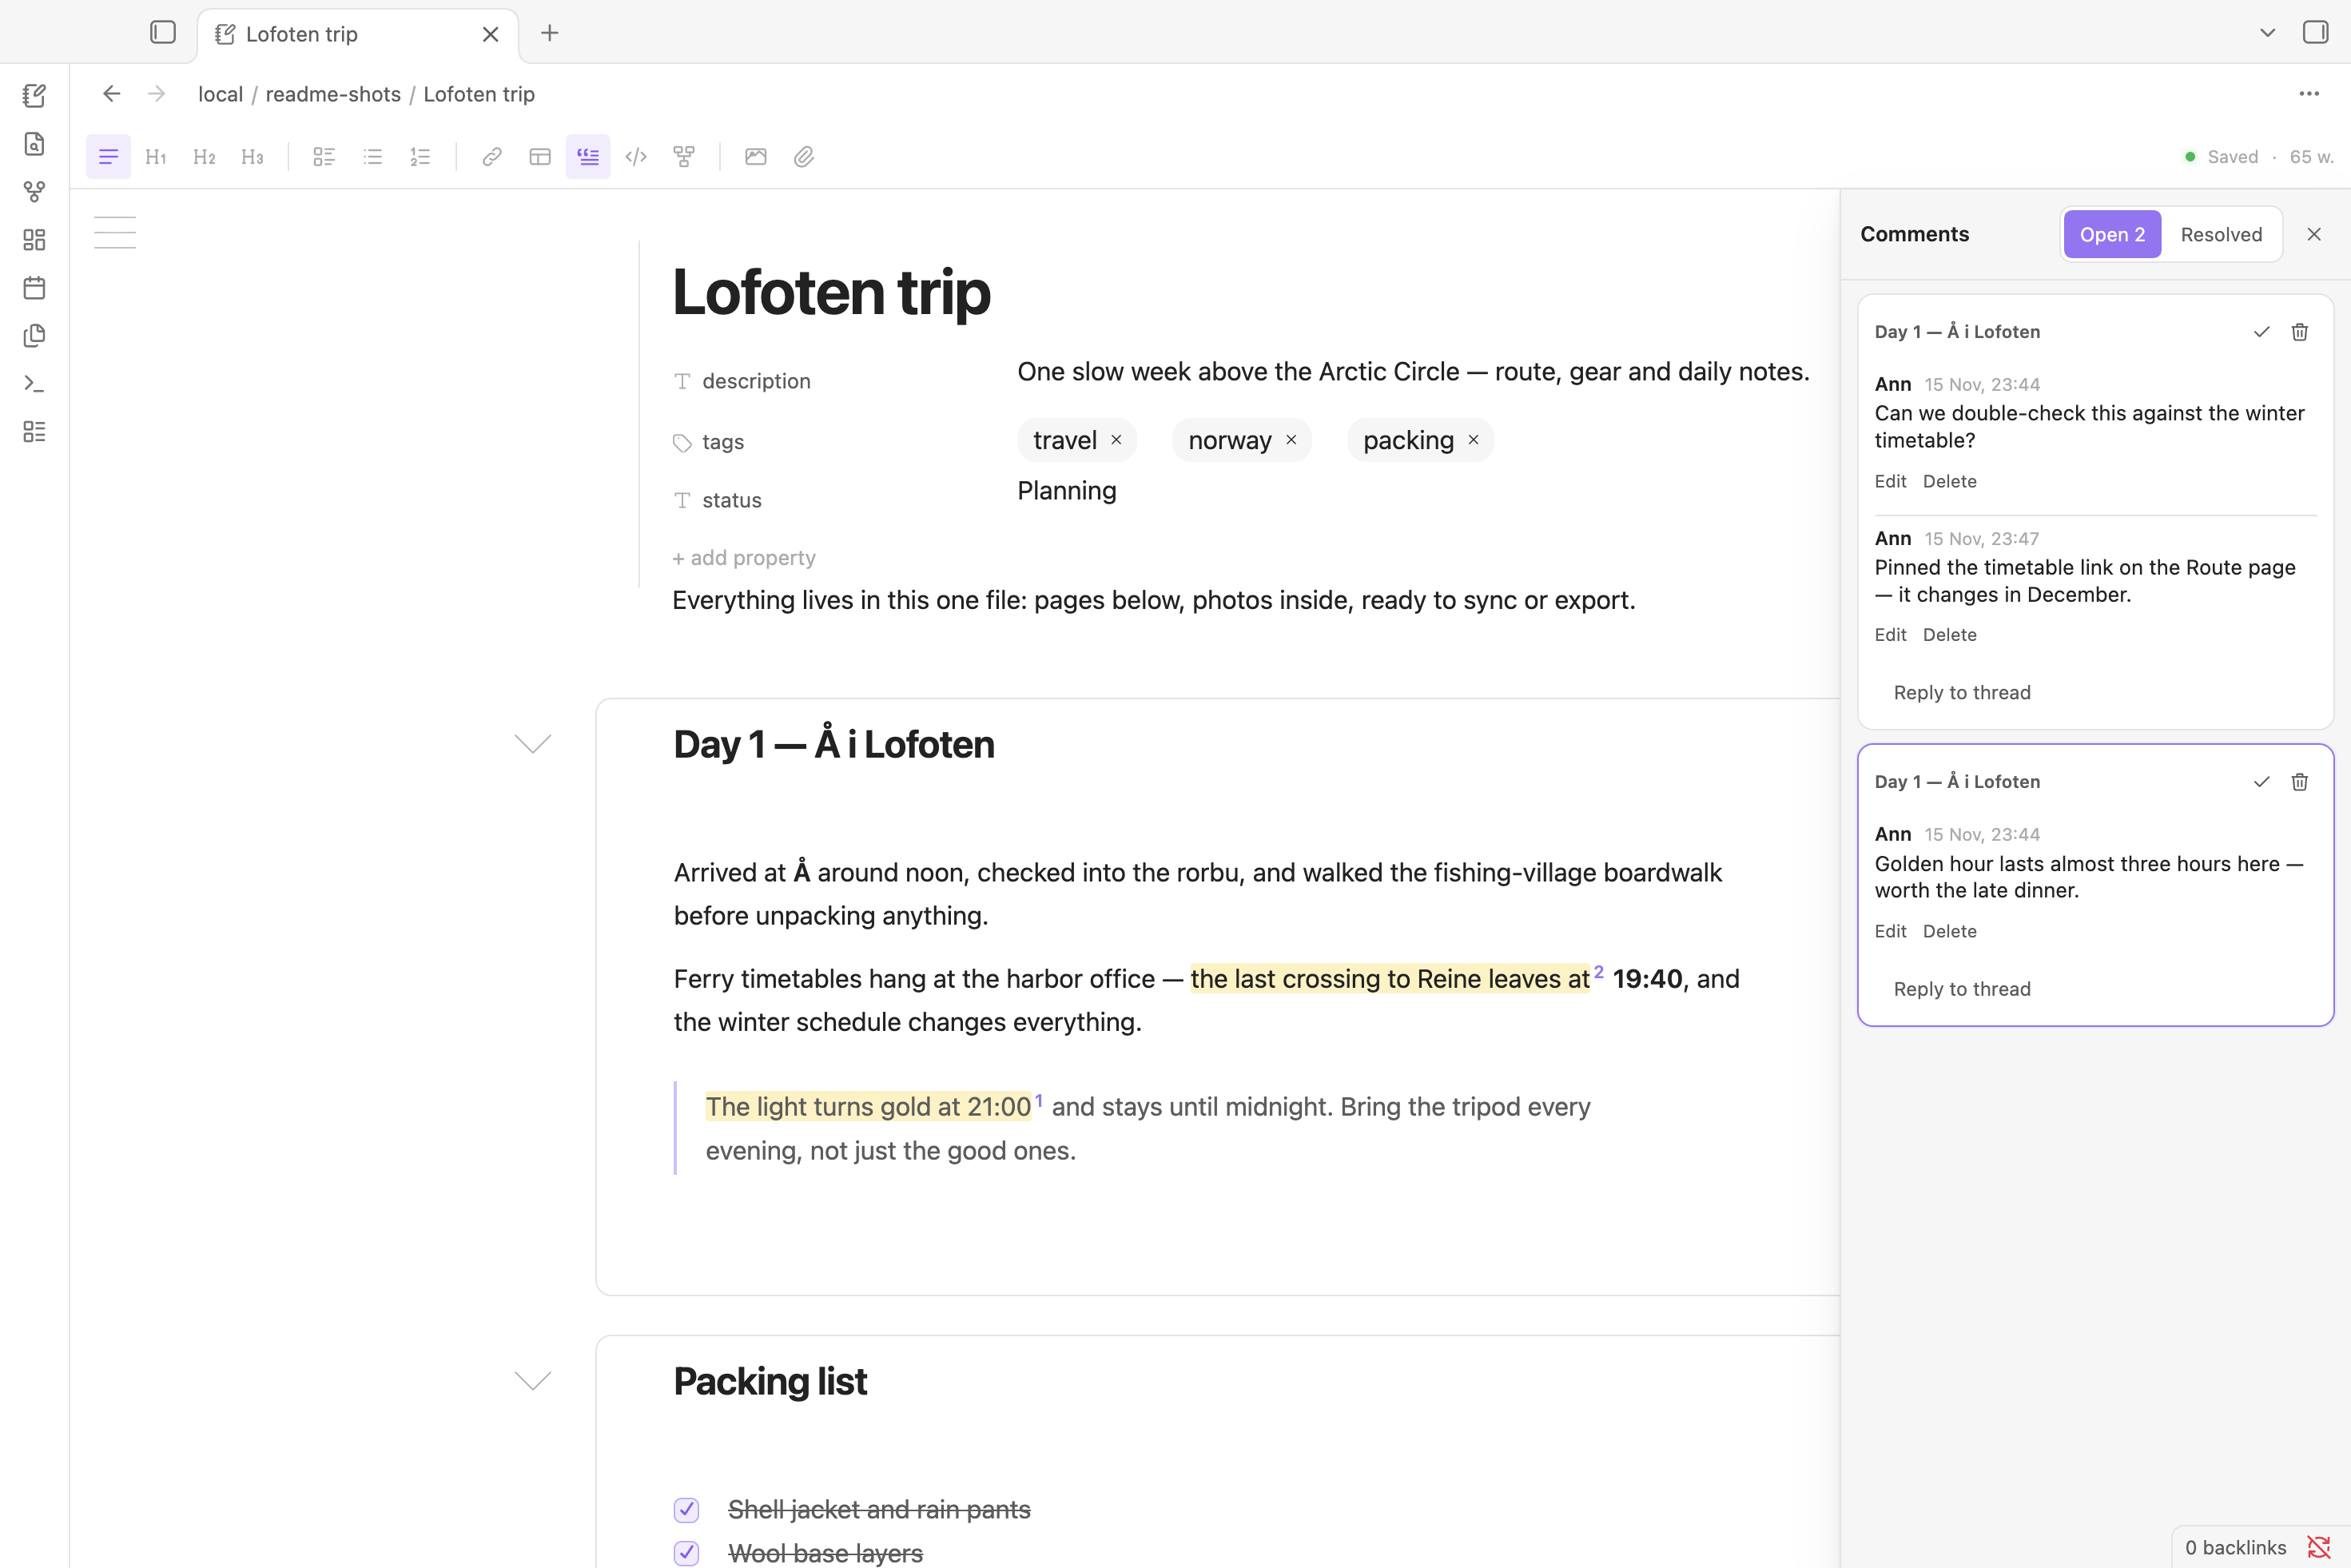 Lofoten trip
local / readme-shots / Lofoten trip
H1 H2 H3
Saved · 65 w.
Lofoten trip
description One slow week above the Arctic Circle — route, gear and daily notes.
tags travel × norway × packing ×
status Planning
+ add property
Everything lives in this one file: pages below, photos inside, ready to sync or export.
Day 1 — Å i Lofoten
Arrived at Å around noon, checked into the rorbu, and walked the fishing-village boardwalk
before unpacking anything.
Ferry timetables hang at the harbor office — the last crossing to Reine leaves at 2 19:40, and
the winter schedule changes everything.
The light turns gold at 21:00 1 and stays until midnight. Bring the tripod every
evening, not just the good ones.
Packing list
Shell jacket and rain pants
Wool base layers
Comments Open 2 Resolved
Day 1 — Å i Lofoten
Ann 15 Nov, 23:44
Can we double-check this against the winter
timetable?
Edit Delete
Ann 15 Nov, 23:47
Pinned the timetable link on the Route page
— it changes in December.
Edit Delete
Reply to thread
Day 1 — Å i Lofoten
Ann 15 Nov, 23:44
Golden hour lasts almost three hours here —
worth the late dinner.
Edit Delete
Reply to thread
0 backlinks